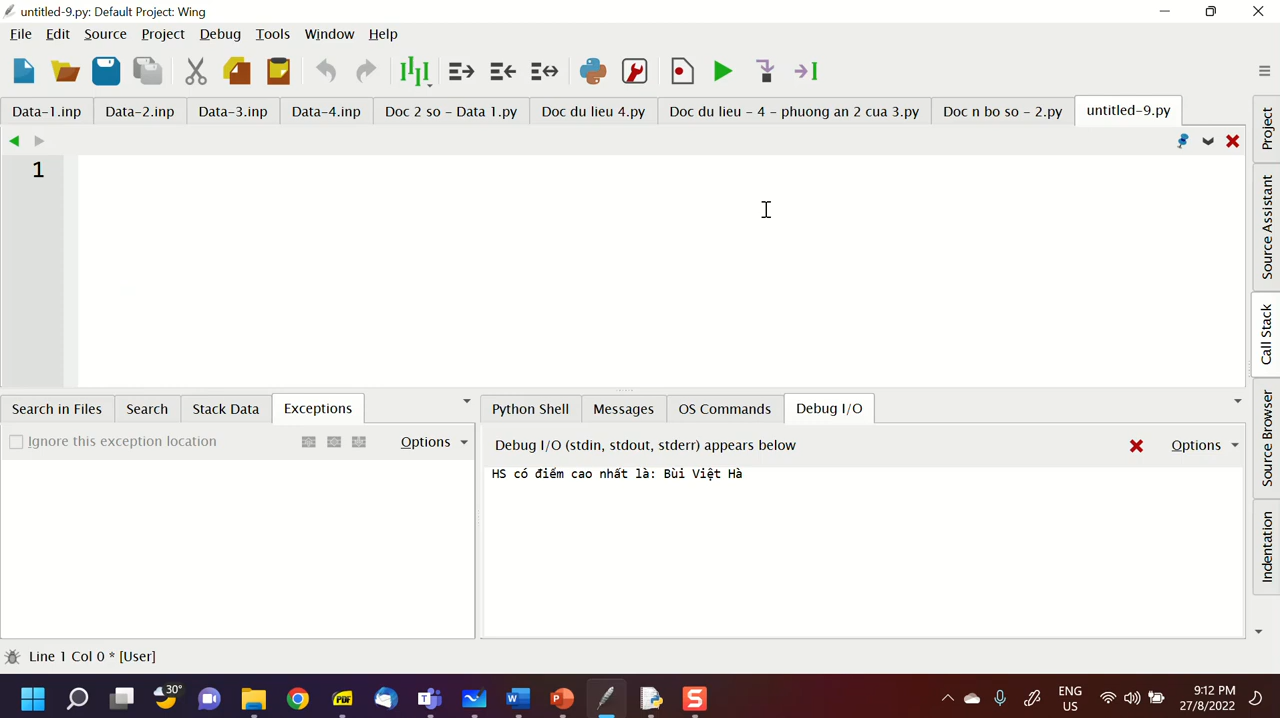 untitled-9.py: Default Project: Wing
File Edit Source Project Debug Tools Window Help
Data-1.inp Data-2.inp Data-3.inp Data-4.inp Doc 2 so - Data 1.py Doc du lieu 4.py Doc du lieu - 4 - phuong an 2 cua 3.py Doc n bo so - 2.py untitled-9.py
1
Project
Source Assistant
Call Stack
Source Browser
Indentation
Search in Files Search Stack Data Exceptions
Ignore this exception location Options
Python Shell Messages OS Commands Debug I/O
Debug I/O (stdin, stdout, stderr) appears below Options
HS có điểm cao nhất là: Bùi Việt Hà
Line 1 Col 0 * [User]
30°
PDF
ENG
US
9:12 PM
27/8/2022